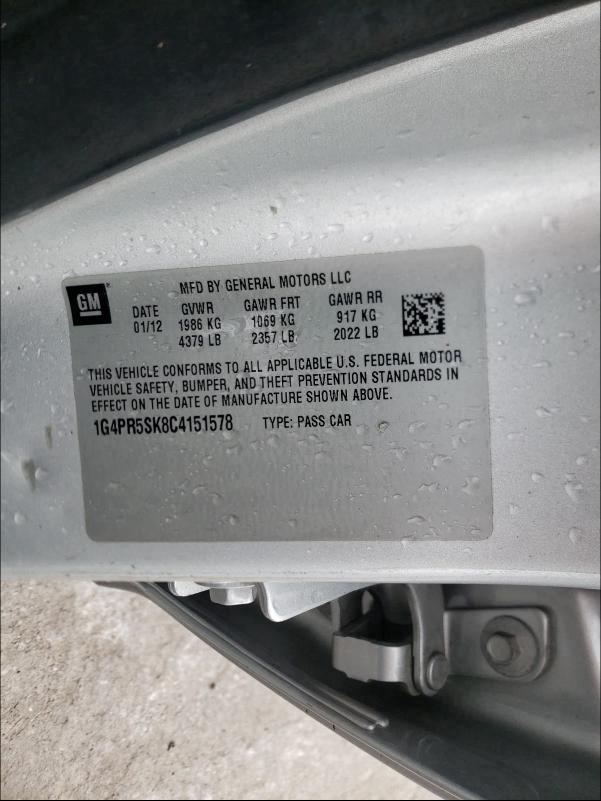 GM
MFD BY GENERAL MOTORS LLC
DATE GVWR GAWR FRT GAWR RR
01/12 1986 KG 1069 KG 917 KG
4379 LB 2357 LB 2022 LB
THIS VEHICLE CONFORMS TO ALL APPLICABLE U.S. FEDERAL MOTOR
VEHICLE SAFETY, BUMPER, AND THEFT PREVENTION STANDARDS IN
EFFECT ON THE DATE OF MANUFACTURE SHOWN ABOVE.
1G4PR5SK8C4151578 TYPE: PASS CAR